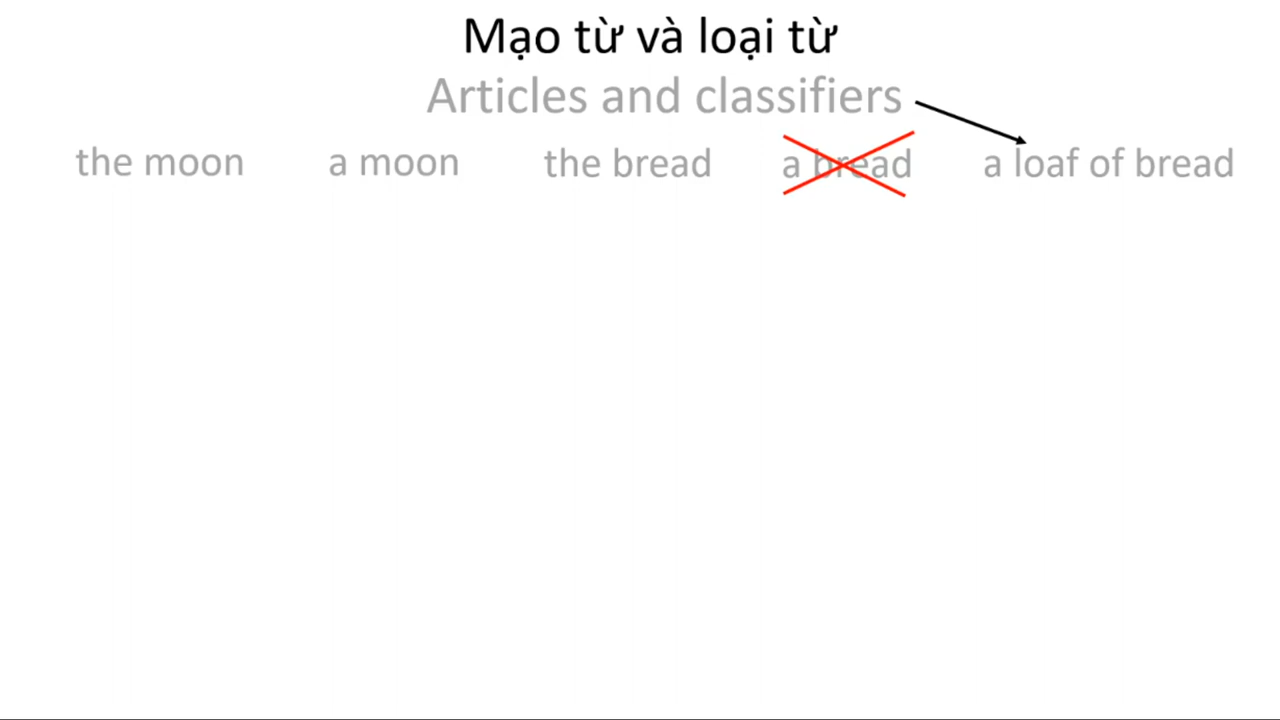 Mạo từ và loại từ
Articles and classifiers
the moon a moon the bread a bread a loaf of bread